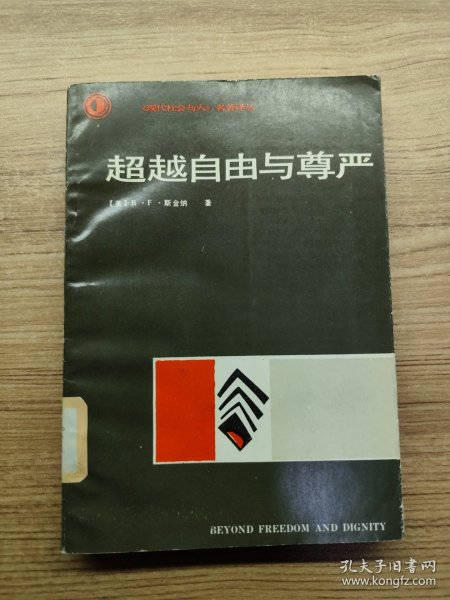 《现代社会与人》名著译丛
超越自由与尊严
【美】B·F·斯金纳 著
BEYOND FREEDOM AND DIGNITY
孔夫子旧书网
www.kongfz.com